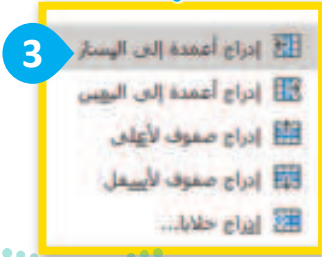 3
إدراج أعمدة إلى اليسار
إدراج أعمدة إلى اليمين
إدراج صفوف لأعلى
إدراج صفوف لأسفل
إدراج خلايا...